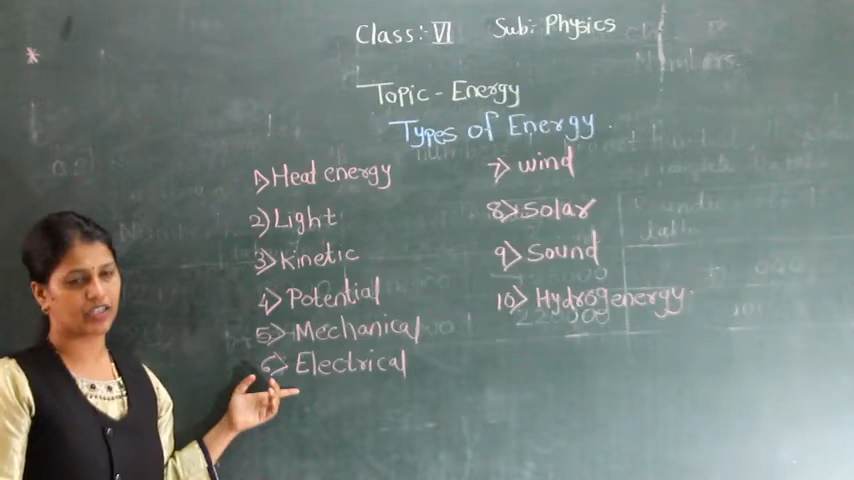 Class:- VI Sub:- Physics
Topic - Energy
Types of Energy.
1) Heat energy
2) Light
3) Kinetic
4) Potential
5) Mechanical
6) Electrical
7) wind
8) Solar
9) Sound
10) Hydrogenergy